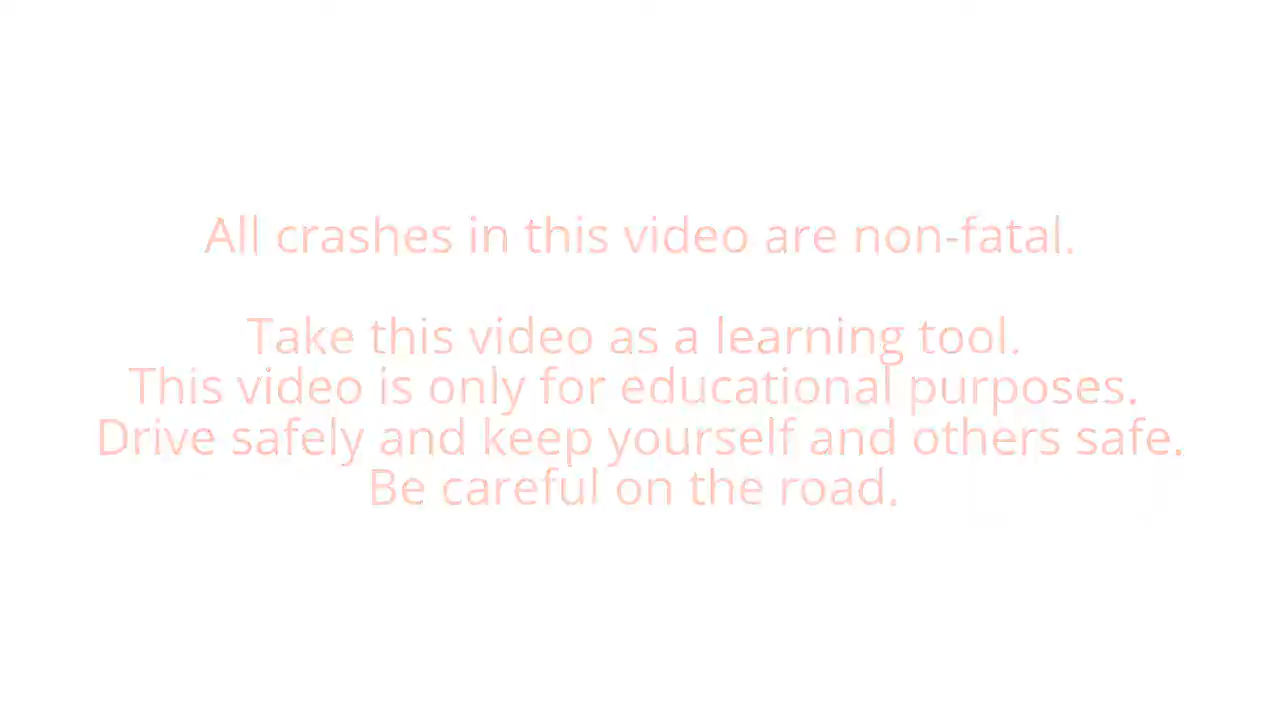 All crashes in this video are non-fatal.
Take this video as a learning tool.
This video is only for educational purposes.
Drive safely and keep yourself and others safe.
Be careful on the road.